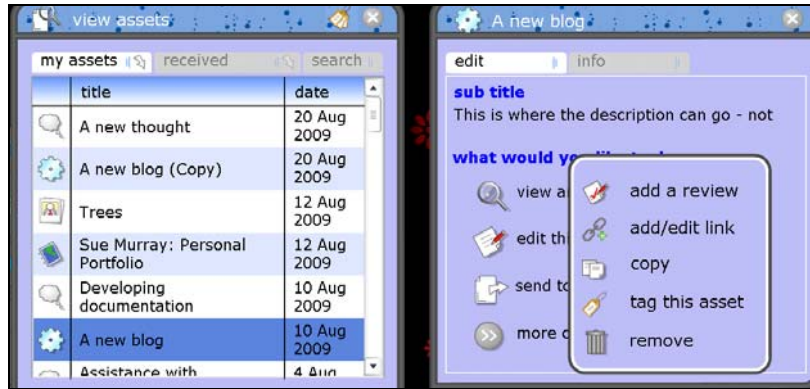 view assets
my assets
received
search
title date
A new thought 20 Aug
2009
A new blog (Copy) 20 Aug
2009
Trees 12 Aug
2009
Sue Murray: Personal 12 Aug
Portfolio 2009
Developing 10 Aug
documentation 2009
A new blog 10 Aug
2009
Assistance with 4 Aug
A new blog
edit
info
sub title
This is where the description can go - not
what would
view
edit
send to
more
add a review
add/edit link
copy
tag this asset
remove